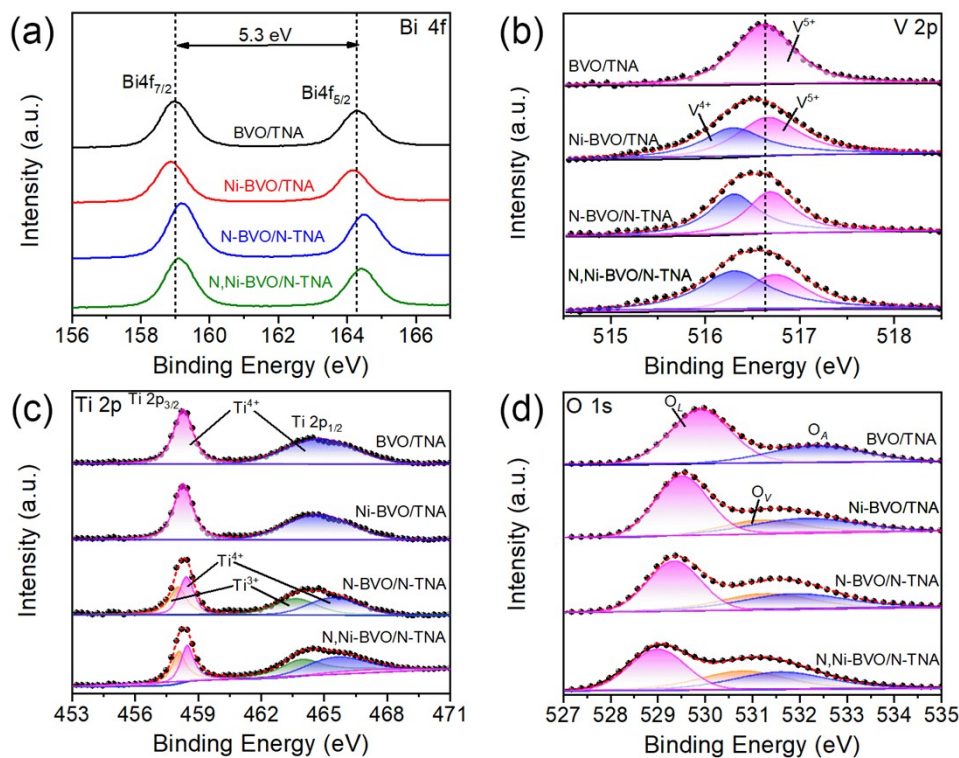 (a)
Bi 4f
5.3 eV
Bi4f7/2
Bi4f5/2
BVO/TNA
Ni-BVO/TNA
N-BVO/N-TNA
N,Ni-BVO/N-TNA
Intensity (a.u.)
156 158 160 162 164 166
Binding Energy (eV)
(b)
V 2p
V5+
BVO/TNA
V4+
V5+
Ni-BVO/TNA
N-BVO/N-TNA
N,Ni-BVO/N-TNA
Intensity (a.u.)
515 516 517 518
Binding Energy (eV)
(c)
Ti 2p
Ti 2p3/2
Ti4+
Ti 2p1/2
BVO/TNA
Ni-BVO/TNA
Ti4+
N-BVO/N-TNA
Ti3+
N,Ni-BVO/N-TNA
Intensity (a.u.)
453 456 459 462 465 468 471
Binding Energy (eV)
(d)
O 1s
OL
OA
BVO/TNA
OV
Ni-BVO/TNA
N-BVO/N-TNA
N,Ni-BVO/N-TNA
Intensity (a.u.)
527 528 529 530 531 532 533 534 535
Binding Energy (eV)